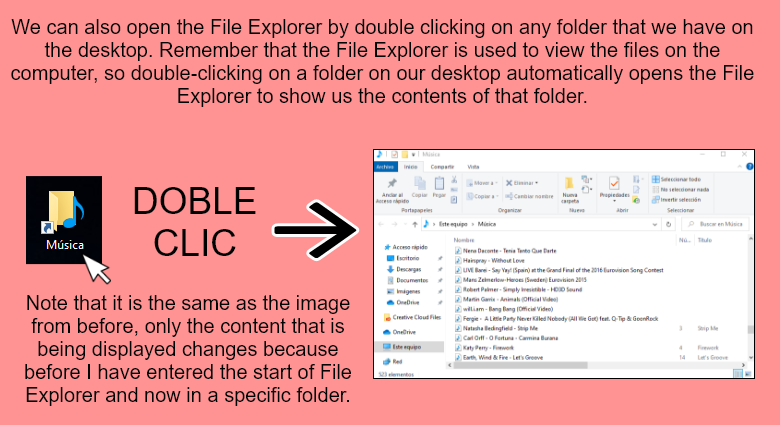 We can also open the File Explorer by double clicking on any folder that we have on
the desktop. Remember that the File Explorer is used to view the files on the
computer, so double-clicking on a folder on our desktop automatically opens the File
Explorer to show us the contents of that folder.
Música
DOBLE
CLIC
Note that it is the same as the image
from before, only the content that is
being displayed changes because
before I have entered the start of File
Explorer and now in a specific folder.
Música
Archivo Inicio Compartir Vista
Anclar al
Acceso rápido
Copiar Pegar
Mover a
Copiar a
Eliminar
Cambiar nombre
Nueva
carpeta
Propiedades
Seleccionar todo
No seleccionar nada
Invertir selección
Portapapeles Organizar Nuevo Abrir Seleccionar
Este equipo Música
Buscar en Música
Acceso rápido
Escritorio
Descargas
Documentos
Imágenes
OneDrive
Creative Cloud Files
OneDrive
Este equipo
Red
Nombre Nú... Título
Nena Daconte - Tenia Tanto Que Darte
Hairspray - Without Love
LIVE Barei - Say Yay! (Spain) at the Grand Final of the 2016 Eurovision Song Contest
Mans Zelmerlow-Heroes (Sweden) Eurovision 2015
Robert Palmer - Simply Irresistible - HD3D Sound
Martin Garrix - Animals (Official Video)
will.i.am - Bang Bang (Official Video)
Fergie - A Little Party Never Killed Nobody (All We Got) feat. Q-Tip & GoonRock
Natasha Bedingfield - Strip Me 3 Strip Me
Carl Orff - O Fortuna - Carmina Burana
Katy Perry - Firework 4 Firework
Earth, Wind & Fire - Let's Groove 14 Let's Groove
523 elementos